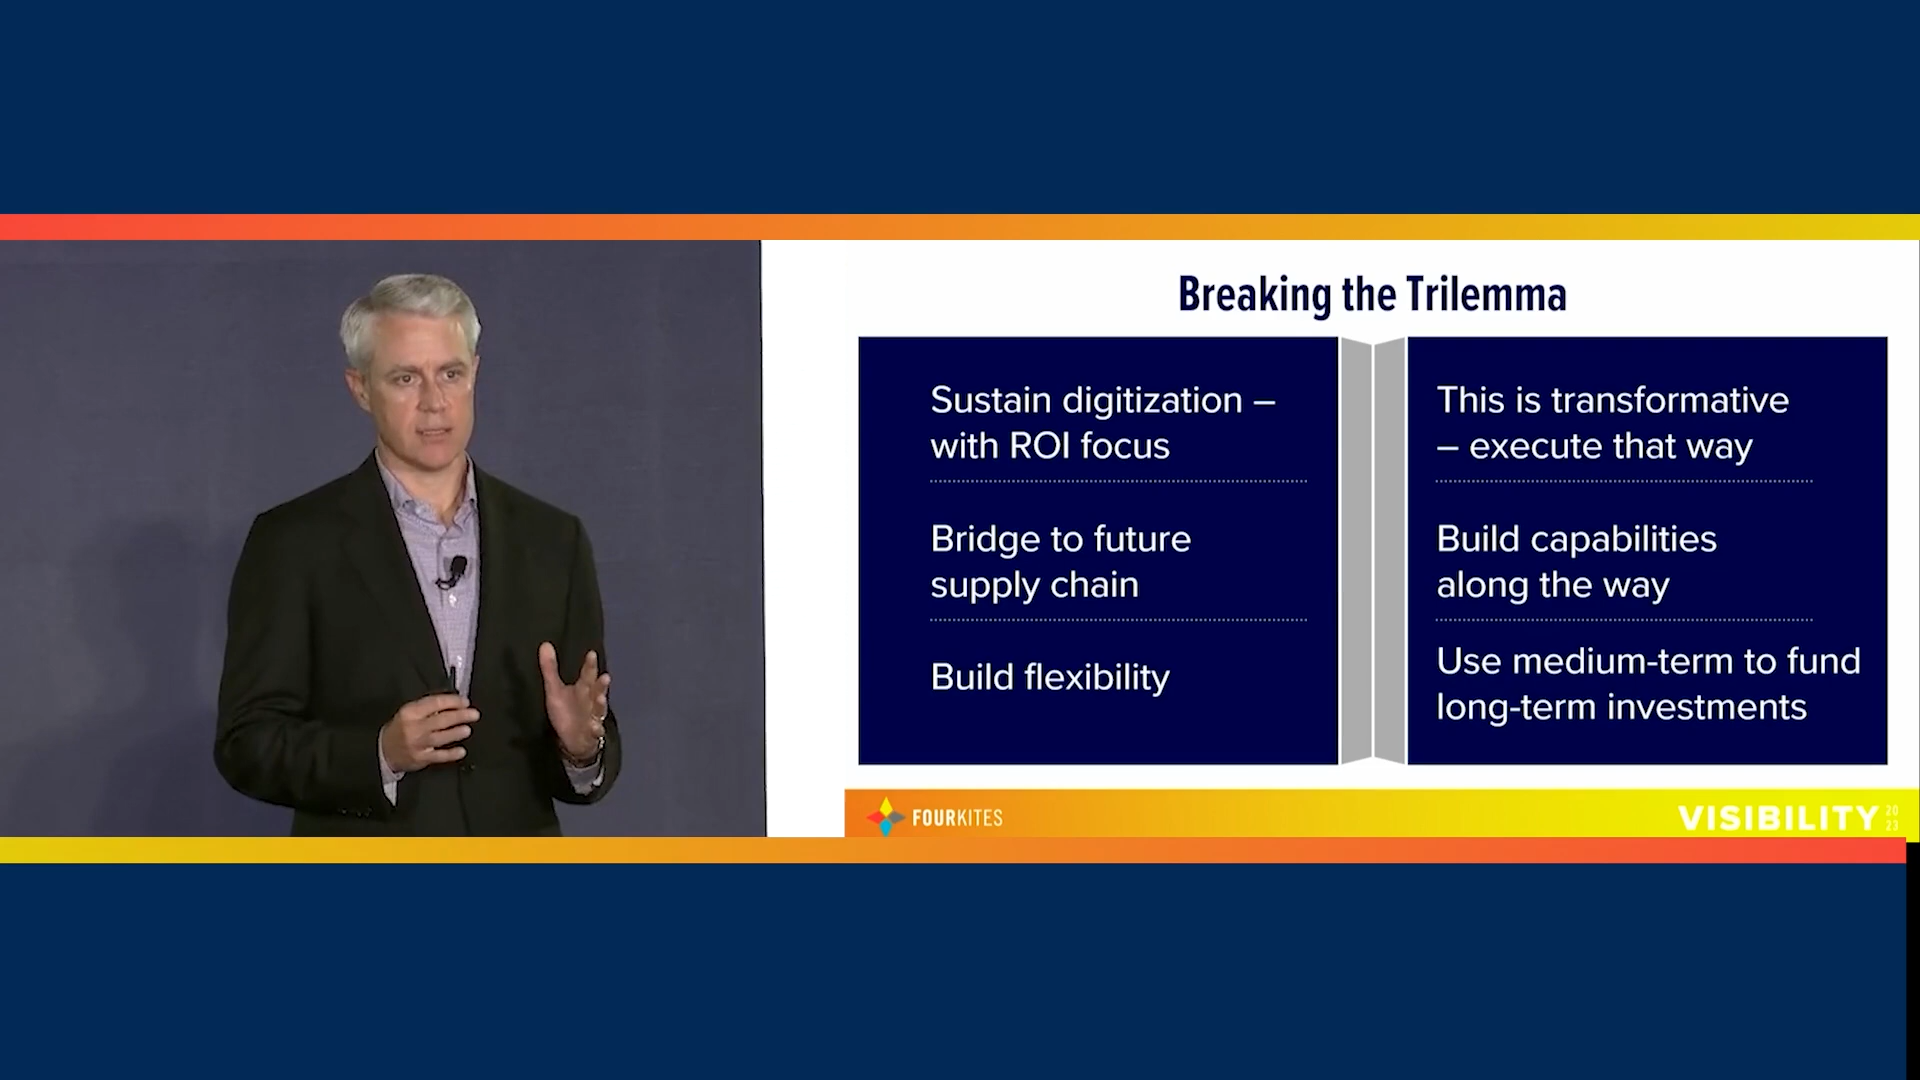 Breaking the Trilemma
Sustain digitization –
with ROI focus
Bridge to future
supply chain
Build flexibility
This is transformative
– execute that way
Build capabilities
along the way
Use medium-term to fund
long-term investments
FOURKITES
VISIBILITY 20
23